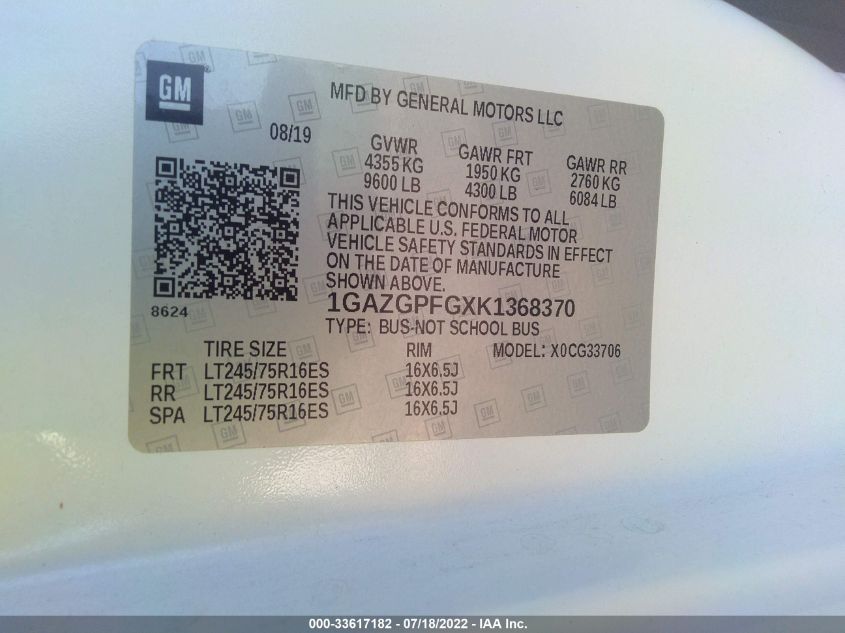 GM
MFD BY GENERAL MOTORS LLC
08/19
GVWR GAWR FRT GAWR RR
4355 KG 1950 KG 2760 KG
9600 LB 4300 LB 6084 LB
THIS VEHICLE CONFORMS TO ALL
APPLICABLE U.S. FEDERAL MOTOR
VEHICLE SAFETY STANDARDS IN EFFECT
ON THE DATE OF MANUFACTURE
SHOWN ABOVE.
8624
1GAZGPFGXK1368370
TYPE: BUS-NOT SCHOOL BUS
TIRE SIZE RIM MODEL: X0CG33706
FRT LT245/75R16ES 16X6.5J
RR LT245/75R16ES 16X6.5J
SPA LT245/75R16ES 16X6.5J
000-33617182 - 07/18/2022 - IAA Inc.